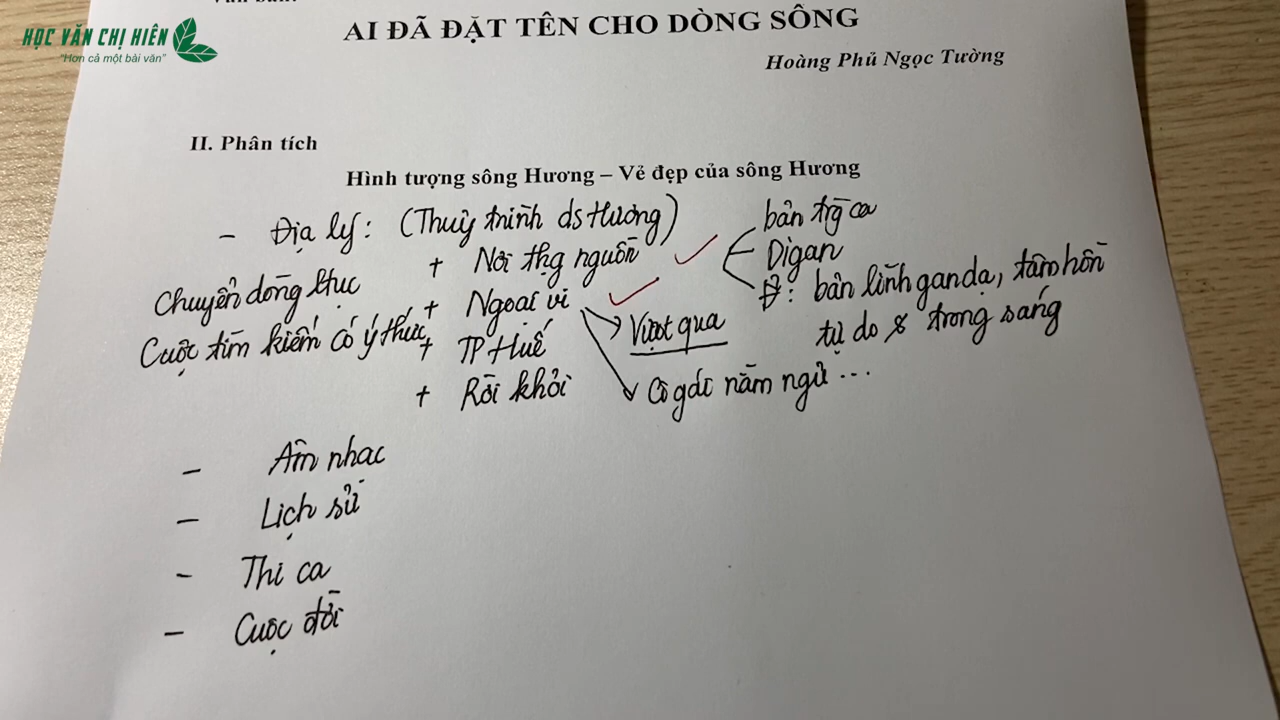 HỌC VĂN CHỊ HIÊN
"Hơn cả một bài văn"
AI ĐÃ ĐẶT TÊN CHO DÒNG SÔNG
Hoàng Phủ Ngọc Tường
II. Phân tích
Hình tượng sông Hương – Vẻ đẹp của sông Hương
- Địa lý: (Thuỷ trình ds Hương)
+ Nơi thg nguồn
bản trg ca
Digan
Đ: bản lĩnh gan dạ, tâm hồn
tự do & trong sáng
Chuyển dòng ltục
+ Ngoại vi
Vượt qua
Cô gái nằm ngủ ...
Cuộc tìm kiếm có ý thức
+ TP Huế
+ Rời khỏi
- Âm nhạc
- Lịch sử
- Thi ca
- Cuộc đời